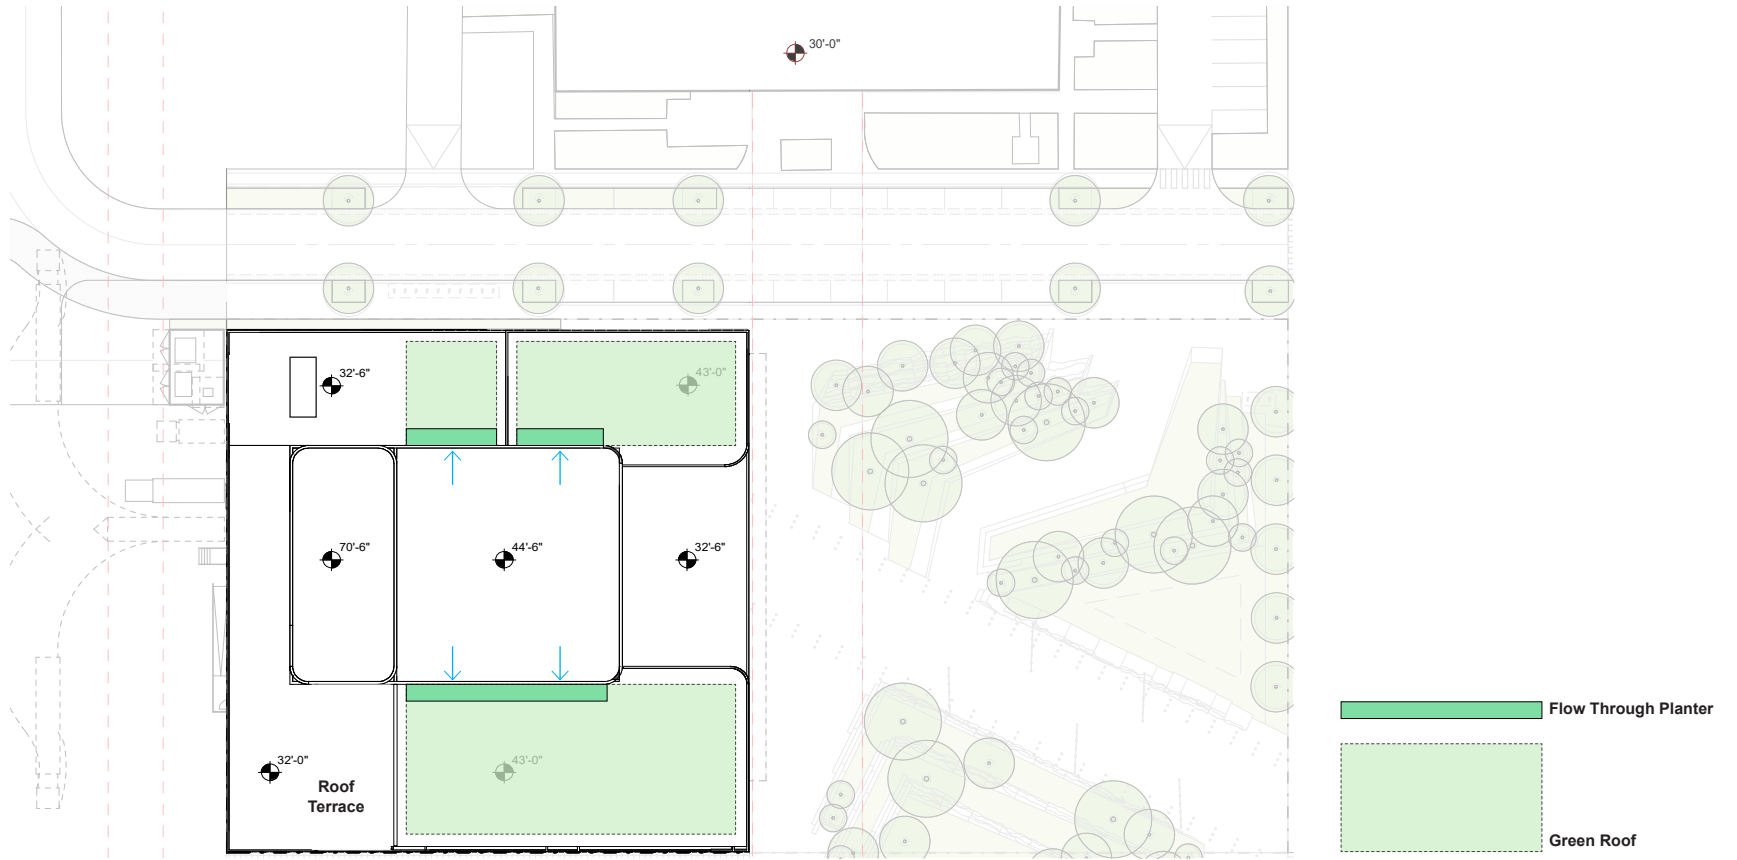 30'-0"
32'-6"
43'-0"
70'-6"
44'-6"
32'-6"
32'-0"
Roof
Terrace
43'-0"
Flow Through Planter
Green Roof